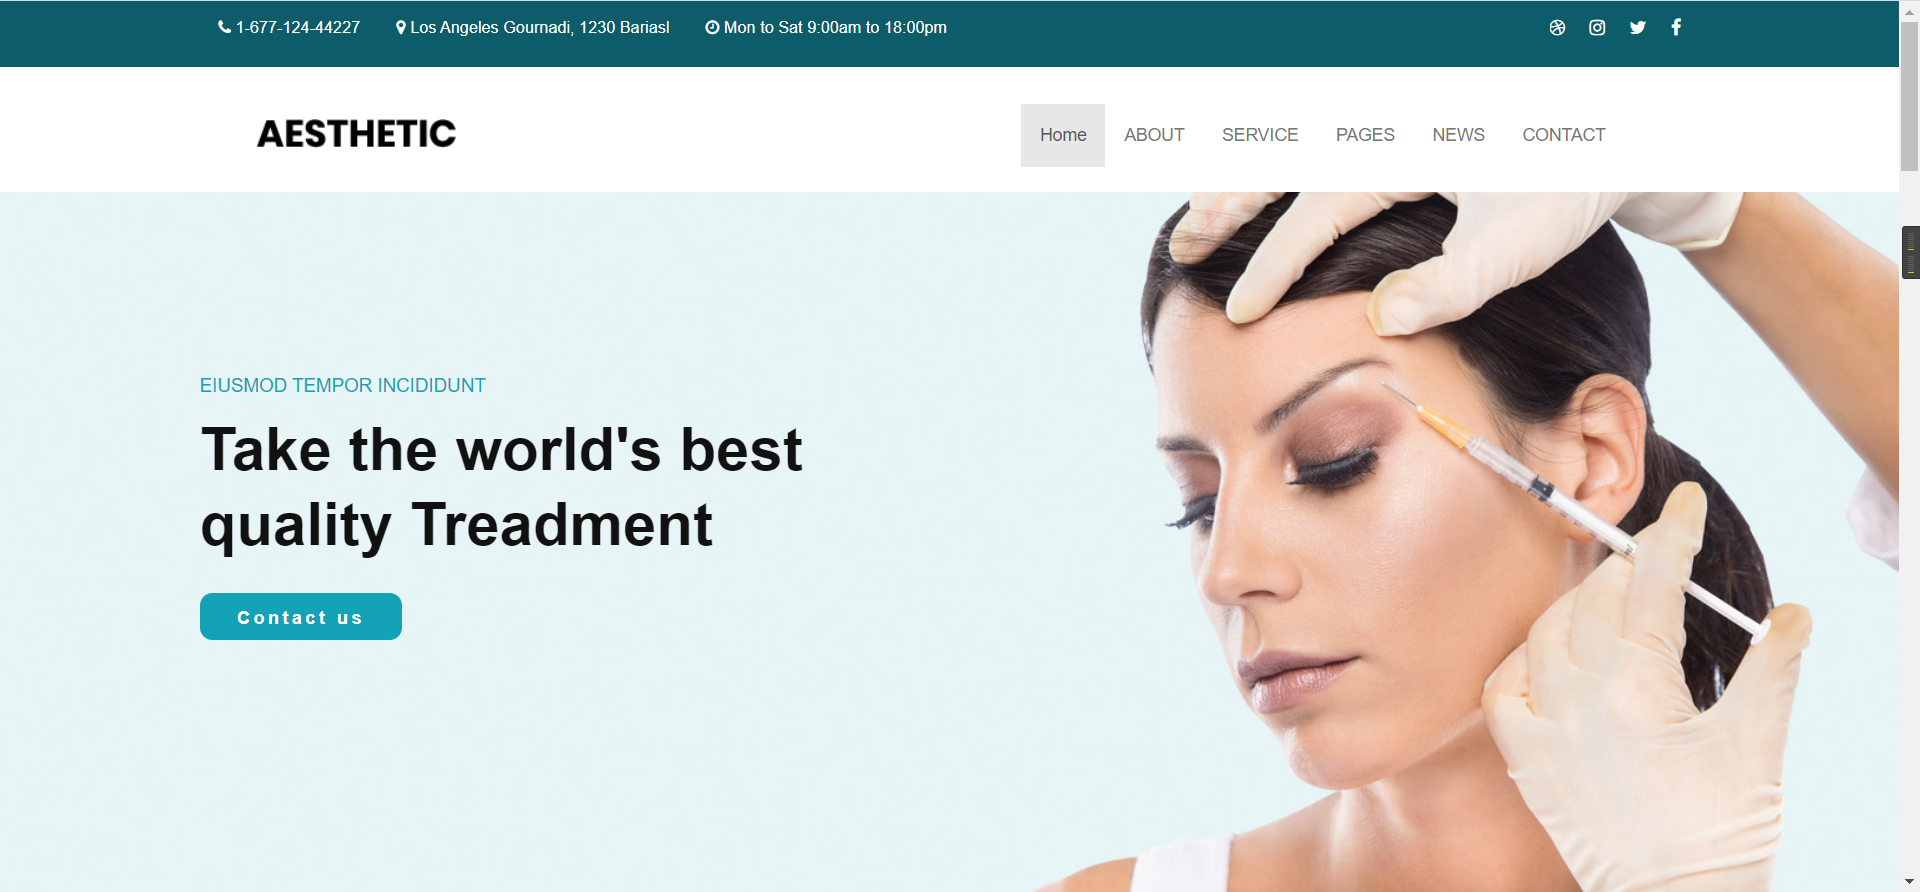 1-677-124-44227
Los Angeles Gournadi, 1230 Bariasl
Mon to Sat 9:00am to 18:00pm
AESTHETIC
Home
ABOUT
SERVICE
PAGES
NEWS
CONTACT
EIUSMOD TEMPOR INCIDIDUNT
Take the world's best
quality Treadment
Contact us